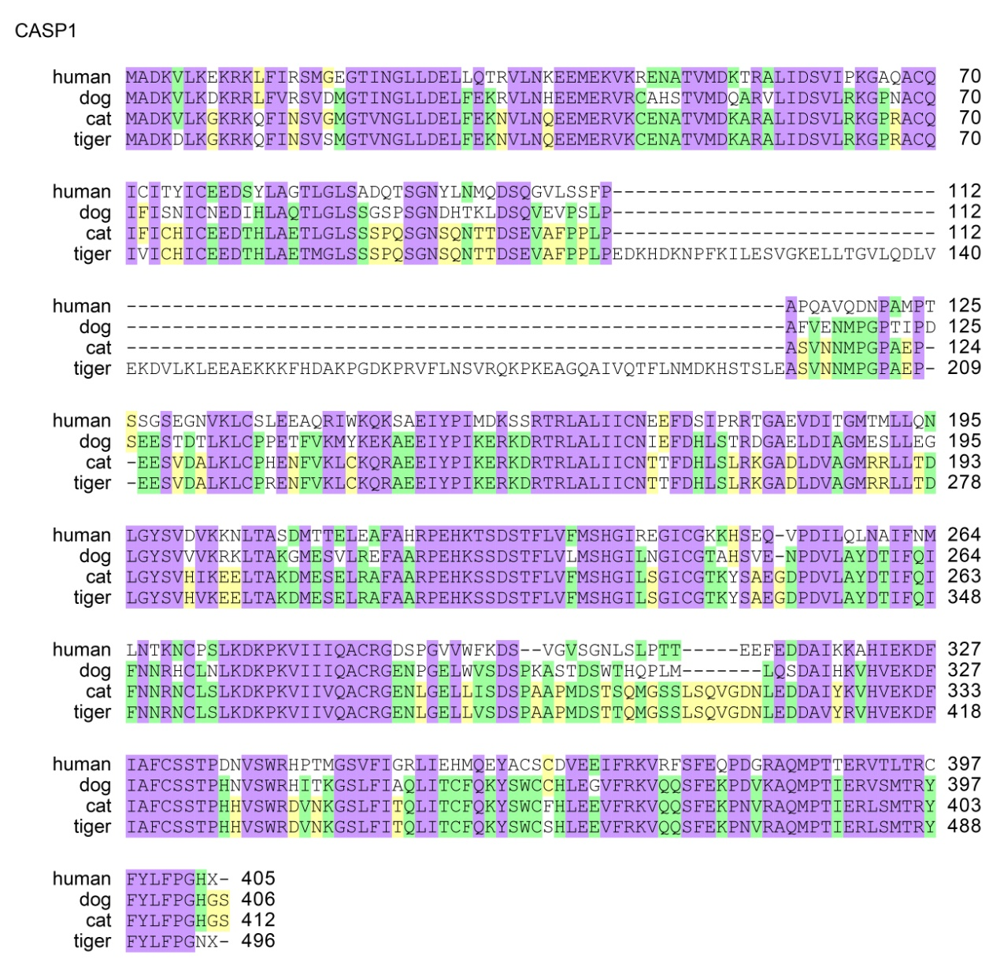 CASP1
human MADKVLKEKRKLFIRSMGEGTINGLLDELLQTRVLNKEEMEKVKRENATVMDKTRALIDSVIPKGAQACQ 70
dog MADKVLKDKRRLFVRSVDMGTINGLLDELFEKRVLNHEEMERVRCAHSTVMDQARVLIDSVLRKGPNACQ 70
cat MADKVLKGKRKQFINSVGMGTVNGLLDELFEKNVLNQEEMERVKCENATVMDKARALIDSVLRKGPRACQ 70
tiger MADKDLKGKRKQFINSVSMGTVNGLLDELFEKNVLNQEEMERVKCENATVMDKARALIDSVLRKGPRACQ 70
human ICITYICEEDSYLAGTLGLSADQTSGNYLNMQDSQGVLSSFP---------------------------- 112
dog IFISNICNEDIHLAQTLGLSSGSPSGNDHTKLDSQVEVPSLP---------------------------- 112
cat IFICHICEEDTHLAETLGLSSSPQSGNSQNTTDSEVAFPPLP---------------------------- 112
tiger IVICHICEEDTHLAETMGLSSSPQSGNSQNTTDSEVAFPPLPEDKHDKNPFKILESVGKELLTGVLQDLV 140
human ---------------------------------------------------------APQAVQDNPAMPT 125
dog ---------------------------------------------------------AFVENMPGPTIPD 125
cat ---------------------------------------------------------ASVNNMPGPAEP- 124
tiger EKDVLKLEEAEKKKFHDAKPGDKPRVFLNSVRQKPKEAGQAIVQTFLNMDKHSTSLEASVNNMPGPAEP- 209
human SSGSEGNVKLCSLEEAQRIWKQKSAEIYPIMDKSSRTRLALIICNEEFDSIPRRTGAEVDITGMTMLLQN 195
dog SEESTDTLKLCPPETFVKMYKEKAEEIYPIKERKDRTRLALIICNIEFDHLSTRDGAELDIAGMESLLEG 195
cat -EESVDALKLCPHENFVKLCKQRAEEIYPIKERKDRTRLALIICNTTFDHLSLRKGADLDVAGMRRLLTD 193
tiger -EESVDALKLCPRENFVKLCKQRAEEIYPIKERKDRTRLALIICNTTFDHLSLRKGADLDVAGMRRLLTD 278
human LGYSVDVKKNLTASDMTTELEAFAHRPEHKTSDSTFLVFMSHGIREGICGKKHSEQ-VPDILQLNAIFNM 264
dog LGYSVVVKRKLTAKGMESVLREFAARPEHKSSDSTFLVLMSHGILNGICGTAHSVE-NPDVLAYDTIFQI 264
cat LGYSVHIKEELTAKDMESELRAFAARPEHKSSDSTFLVFMSHGILSGICGTKYSAEGDPDVLAYDTIFQI 263
tiger LGYSVHVKEELTAKDMESELRAFAARPEHKSSDSTFLVFMSHGILSGICGTKYSAEGDPDVLAYDTIFQI 348
human LNTKNCPSLKDKPKVIIIQACRGDSPGVVWFKDS--VGVSGNLSLPTT-----EEFEDDAIKKAHIEKDF 327
dog FNNRHCLNLKDKPKVIIIQACRGENPGELWVSDSPKASTDSWTHQPLM-------LQSDAIHKVHVEKDF 327
cat FNNRNCLSLKDKPKVIIVQACRGENLGELLISDSPAAPMDSTSQMGSSLSQVGDNLEDDAIYKVHVEKDF 333
tiger FNNRNCLSLKDKPKVIIVQACRGENLGELLVSDSPAAPMDSTTQMGSSLSQVGDNLEDDAVYRVHVEKDF 418
human IAFCSSTPDNVSWRHPTMGSVFIGRLIEHMQEYACSCDVEEIFRKVRFSFEQPDGRAQMPTTERVTLTRC 397
dog IAFCSSTPHNVSWRHITKGSLFIAQLITCFQKYSWCCHLEGVFRKVQQSFEKPDVKAQMPTIERVSMTRY 397
cat IAFCSSTPHHVSWRDVNKGSLFITQLITCFQKYSWCFHLEEVFRKVQQSFEKPNVRAQMPTIERLSMTRY 403
tiger IAFCSSTPHHVSWRDVNKGSLFITQLITCFQKYSWCSHLEEVFRKVQQSFEKPNVRAQMPTIERLSMTRY 488
human FYLFPGHX- 405
dog FYLFPGHGS 406
cat FYLFPGHGS 412
tiger FYLFPGNX- 496